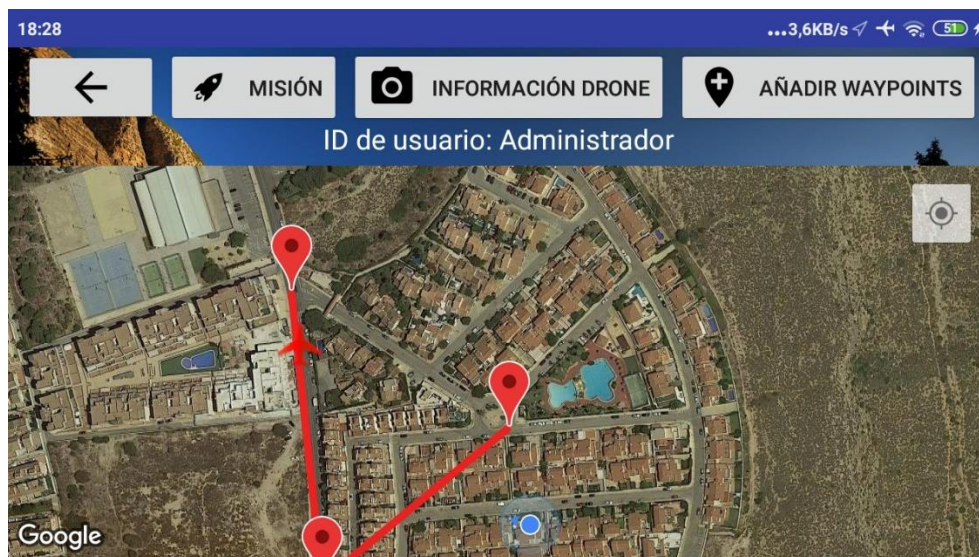 18:28
...3,6KB/s
51
MISIÓN
INFORMACIÓN DRONE
AÑADIR WAYPOINTS
ID de usuario: Administrador
Google